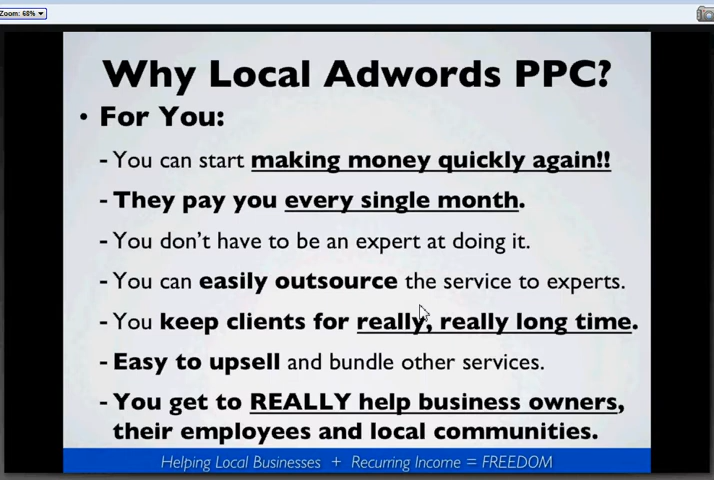 Zoom: 68%
Why Local Adwords PPC?
• For You:
- You can start making money quickly again!!
- They pay you every single month.
- You don't have to be an expert at doing it.
- You can easily outsource the service to experts.
- You keep clients for really, really long time.
- Easy to upsell and bundle other services.
- You get to REALLY help business owners,
their employees and local communities.
Helping Local Businesses + Recurring Income = FREEDOM